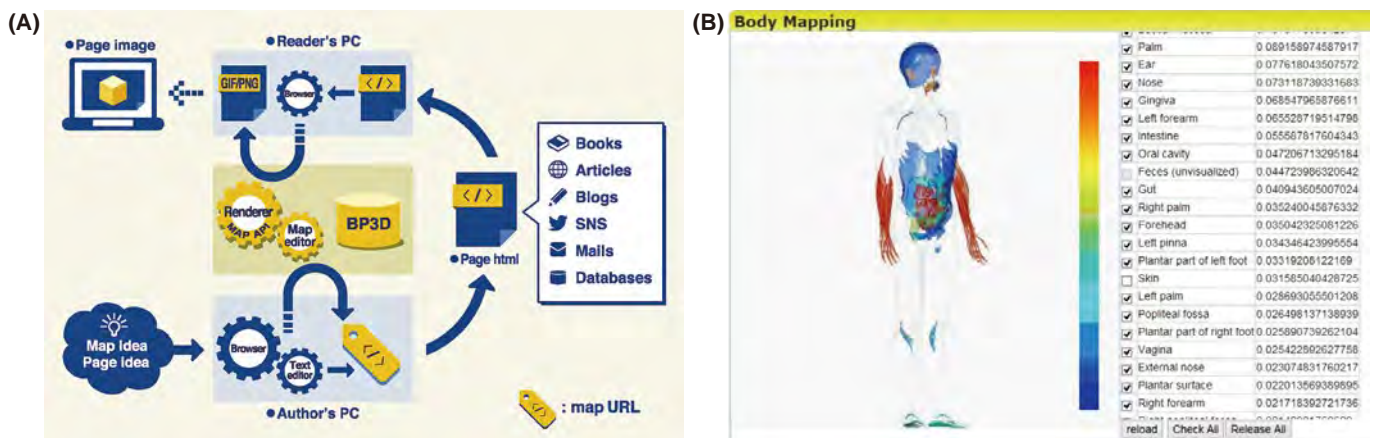 (A)
Page image
Reader's PC
GIF/PNG
Browser
</>
Renderer
MAP API
Map
editor
BP3D
</>
Page html
Books
Articles
Blogs
SNS
Mails
Databases
Map Idea
Page idea
Browser
Text
editor
</>
Author's PC
</> : map URL
(B)
Body Mapping
Palm 0.089158974587917
Ear 0.077618043507572
Nose 0.073118739331683
Gingiva 0.068547965876611
Left forearm 0.065528719514798
Intestine 0.055587817604343
Oral cavity 0.047206713295184
Feces (unvisualized) 0.044723986320642
Gut 0.040943605007024
Right palm 0.035240045876332
Forehead 0.035042325081226
Left pinna 0.034346423995554
Plantar part of left foot 0.03319206122169
Skin 0.031585040428725
Left palm 0.028693055501208
Popliteal fossa 0.026498137138939
Plantar part of right foot 0.025890739262104
Vagina 0.025422592627758
External nose 0.023074831760217
Plantar surface 0.022013569389895
Right forearm 0.021718392721736
reload Check All Release All